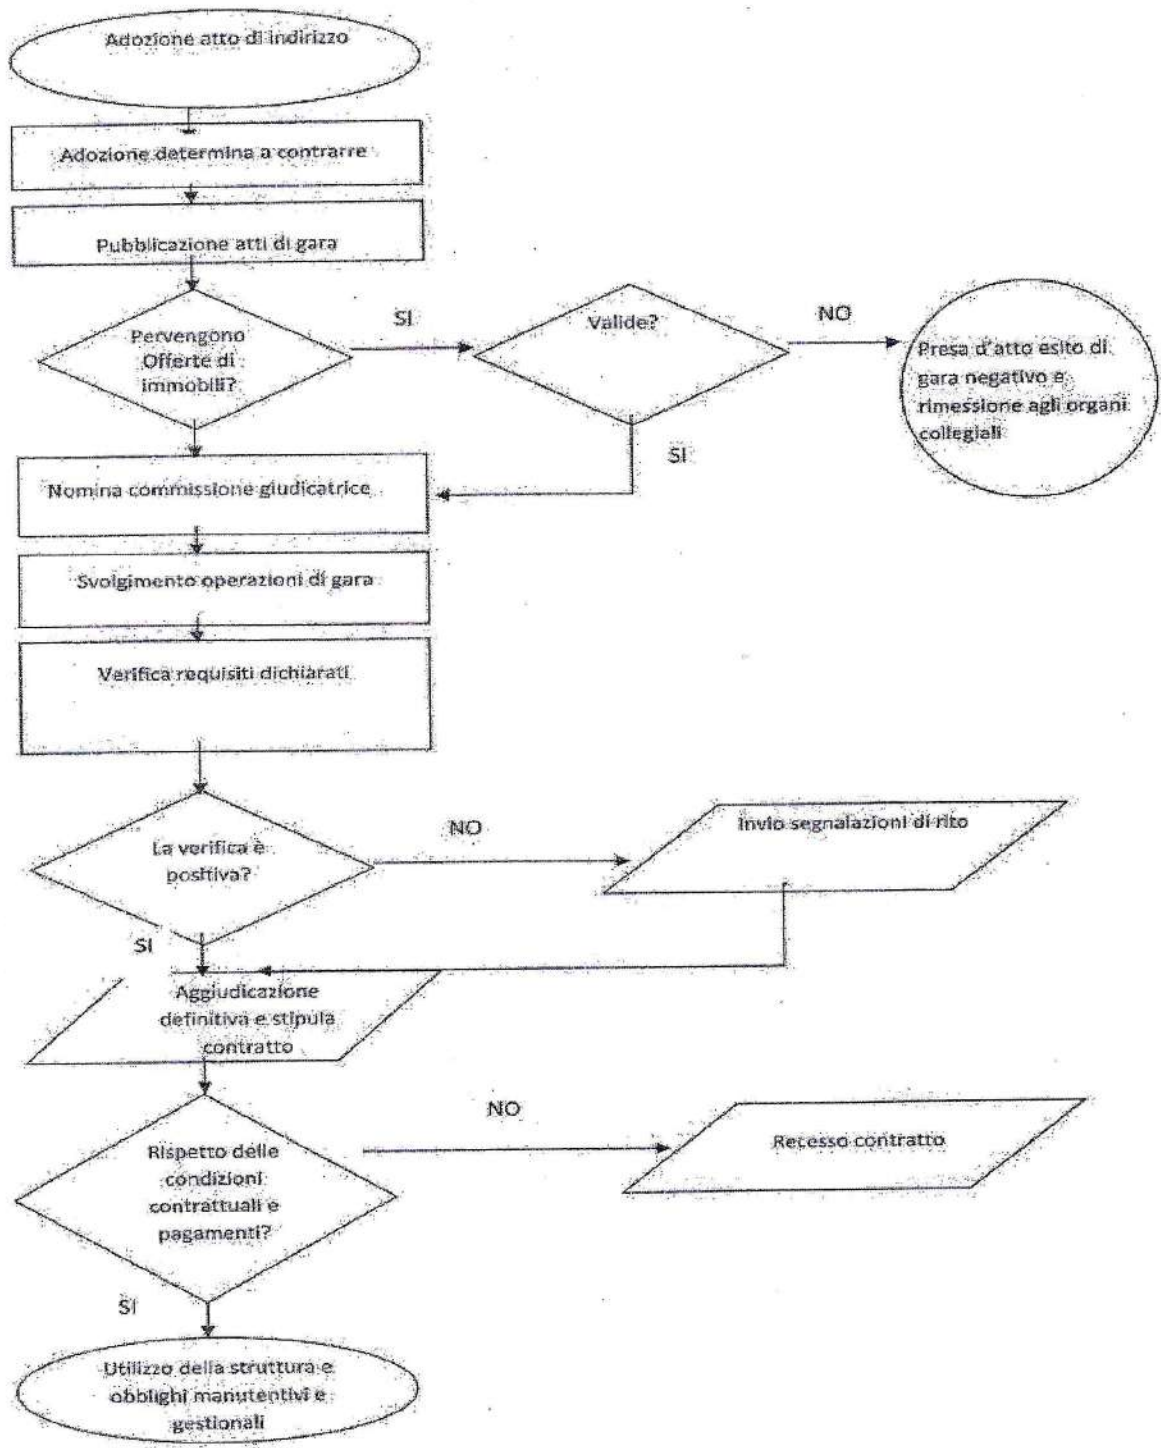 Adozione atto di indirizzo
Adozione determina a contrarre
Pubblicazione atti di gara
Pervengono
Offerte di
immobili?
SI
Valide?
NO
Presa d'atto esito di
gara negativo e
rimessione agli organi
collegiali
SI
Nomina commissione giudicatrice
Svolgimento operazioni di gara
Verifica requisiti dichiarati
La verifica è
positiva?
NO
Invio segnalazioni di rito
SI
Aggiudicazione
definitiva e stipula
contratto
Rispetto delle
condizioni
contrattuali e
pagamenti?
NO
Recesso contratto
SI
Utilizzo della struttura e
obblighi manutentivi e
gestionali